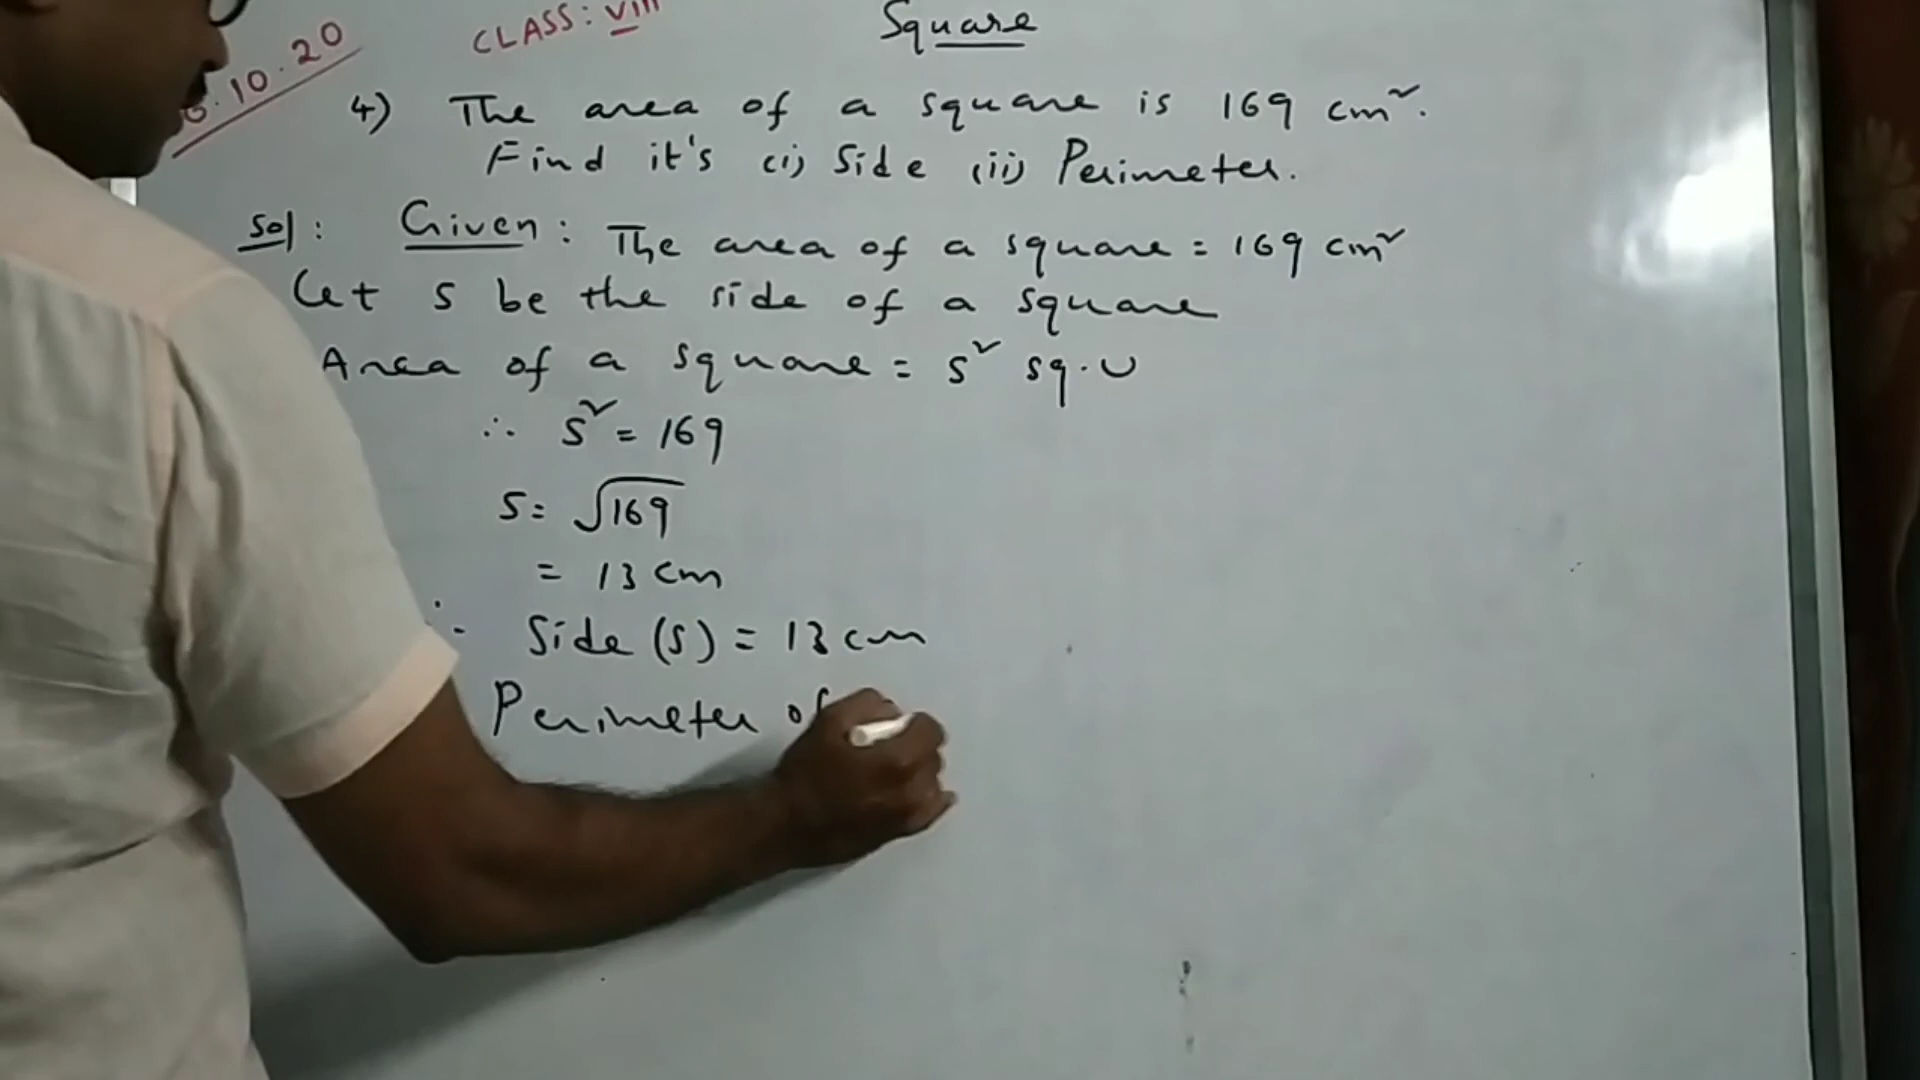 Square
CLASS: VIII
.10.20
4) The area of a square is 169 cm².
Find it's (i) Side (ii) Perimeter.
Sol: Given: The area of a square = 169 cm²
Let s be the side of a square
Area of a square = s² sq.u
∴ s² = 169
s = √169
= 13 cm
∴ Side (s) = 13 cm
Perimeter of